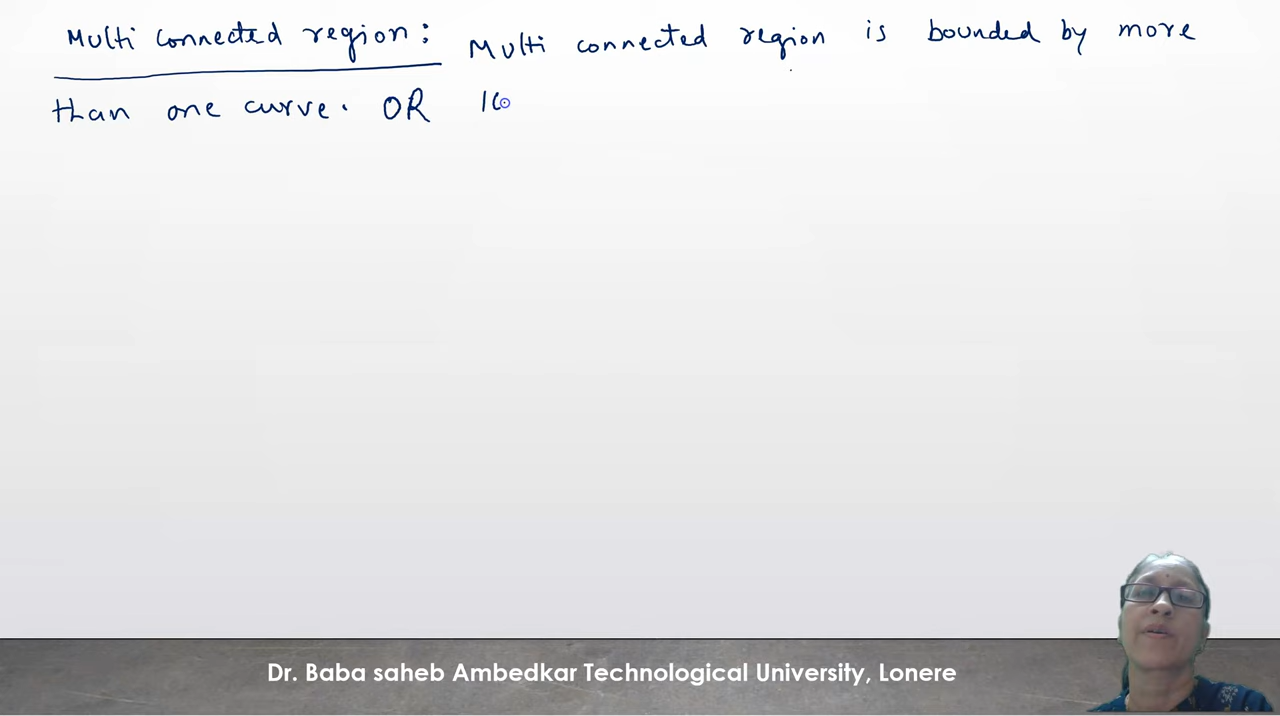 Multi connected region : Multi connected region is bounded by more
than one curve. OR
Dr. Baba saheb Ambedkar Technological University, Lonere